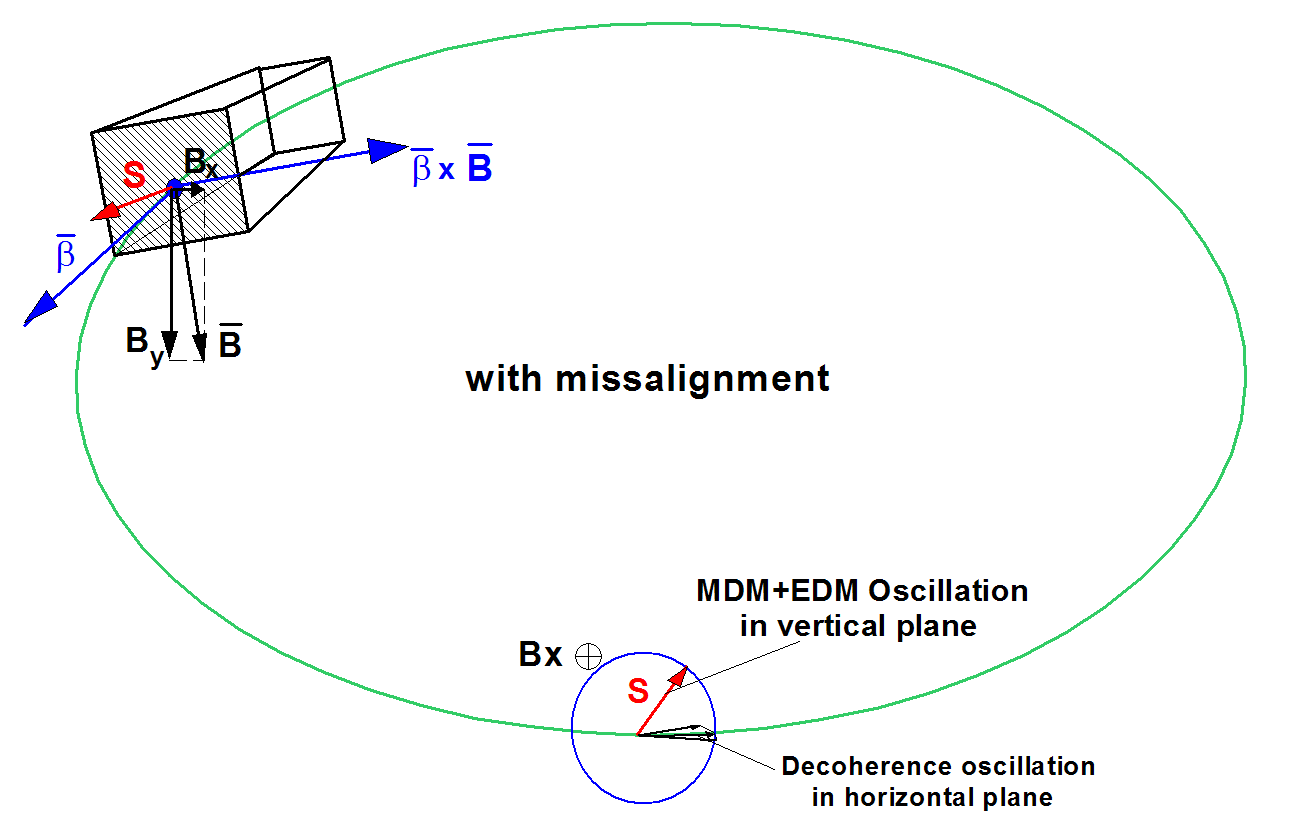 S
Bx
β̅ x B̅
β̅
By
B̅
with missalignment
MDM+EDM Oscillation
in vertical plane
Bx
S
Decoherence oscillation
in horizontal plane